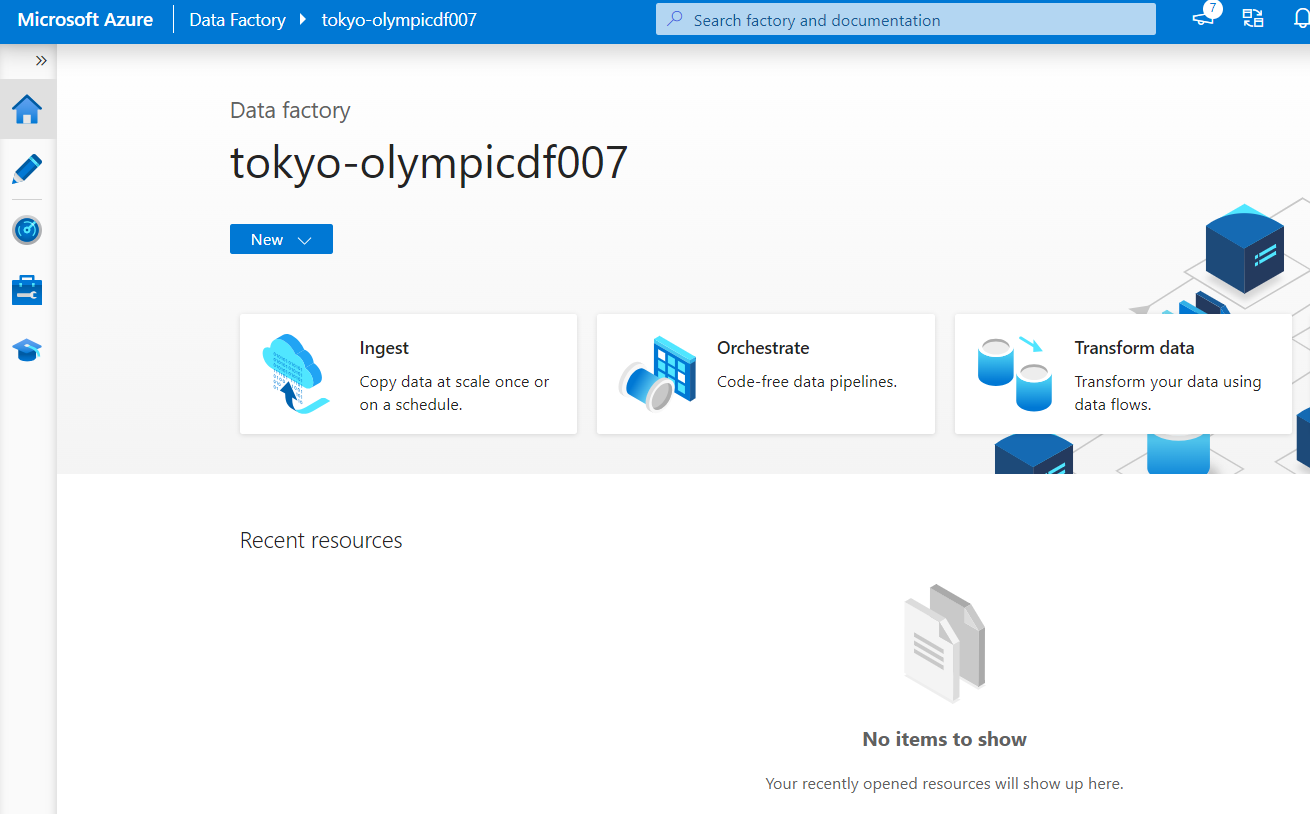 Microsoft Azure
Data Factory
tokyo-olympicdf007
Search factory and documentation
7
Data factory
tokyo-olympicdf007
New
Ingest
Copy data at scale once or
on a schedule.
Orchestrate
Code-free data pipelines.
Transform data
Transform your data using
data flows.
Recent resources
No items to show
Your recently opened resources will show up here.